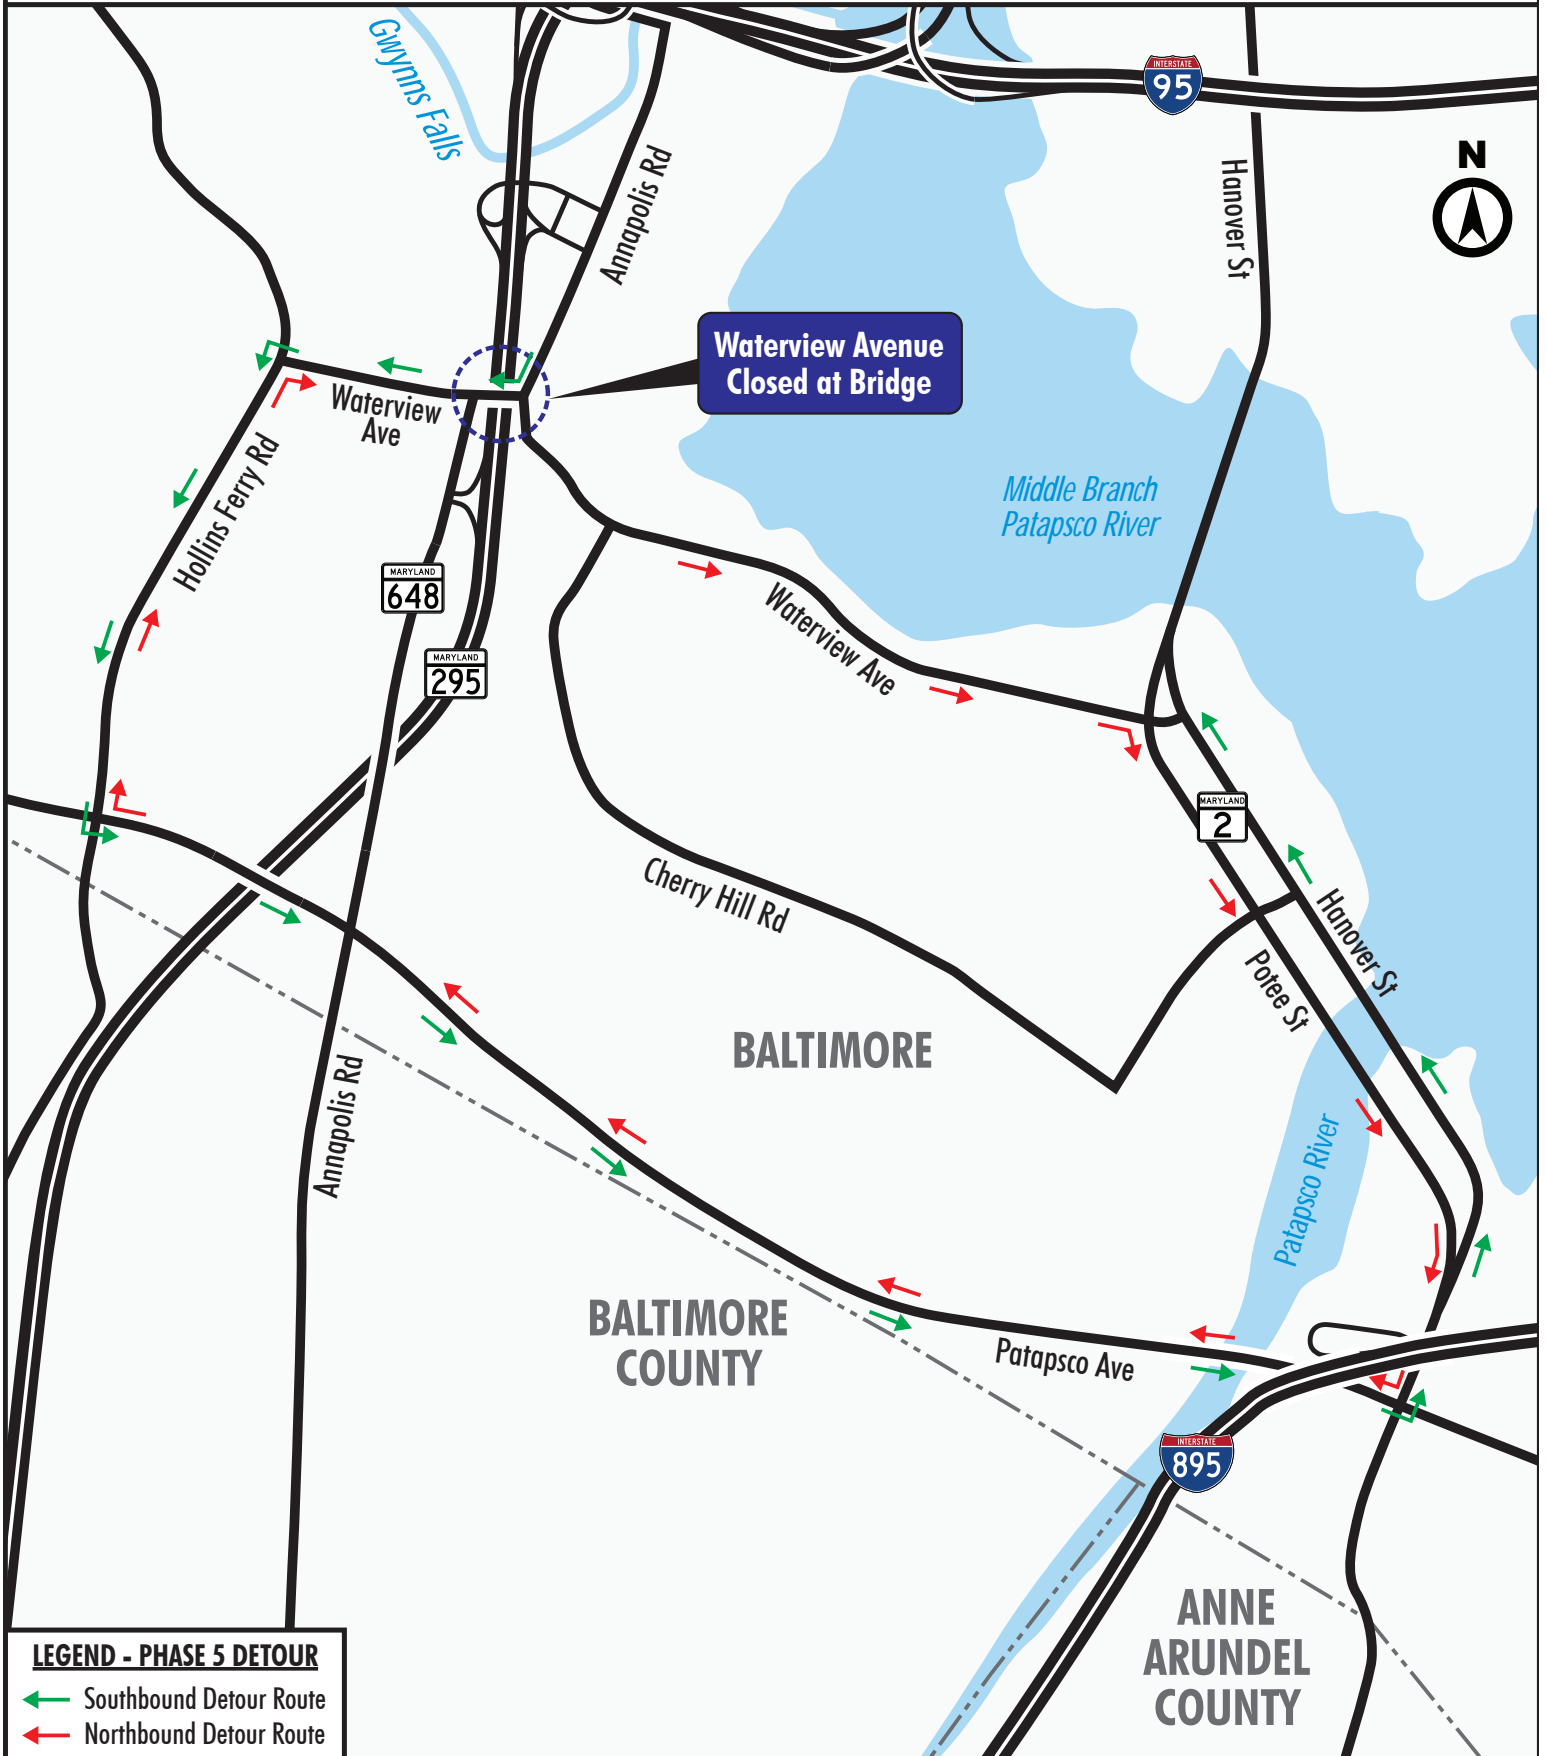 Gwynns Falls
INTERSTATE
95
N
Hanover St
Annapolis Rd
Waterview Avenue
Closed at Bridge
Waterview
Ave
Hollins Ferry Rd
Middle Branch
Patapsco River
MARYLAND
648
MARYLAND
295
Waterview Ave
MARYLAND
2
Cherry Hill Rd
Hanover St
Potee St
BALTIMORE
Annapolis Rd
Patapsco River
BALTIMORE
COUNTY
Patapsco Ave
INTERSTATE
895
ANNE
ARUNDEL
COUNTY
LEGEND - PHASE 5 DETOUR
Southbound Detour Route
Northbound Detour Route